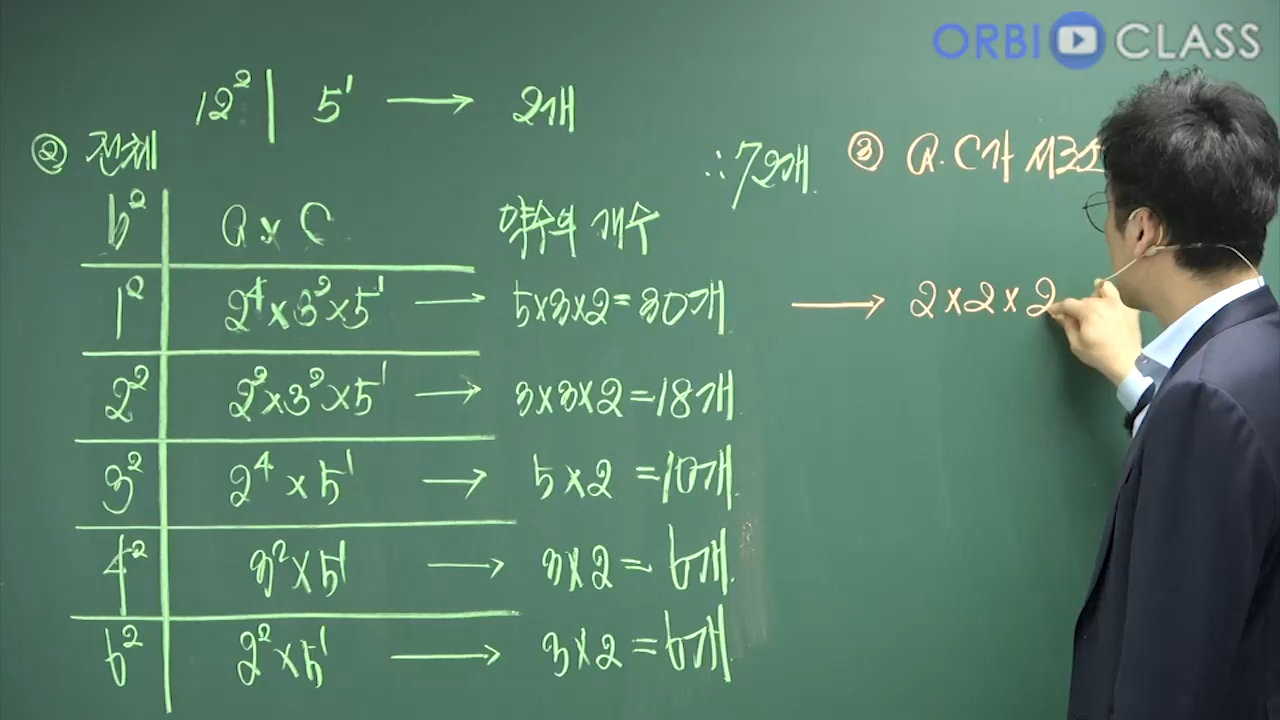 ORBI CLASS
12² | 5¹ → 2개
② 전체
∴ 72개.
b² | a × c 약수의 개수
1² | 2⁴×3²×5¹ → 5×3×2=30개.
2² | 2²×3²×5¹ → 3×3×2=18개.
3² | 2⁴×5¹ → 5×2=10개.
4² | 3²×5¹ → 3×2=6개.
6² | 2²×5¹ → 3×2=6개.
③ a.c가 서로소
→ 2×2×2